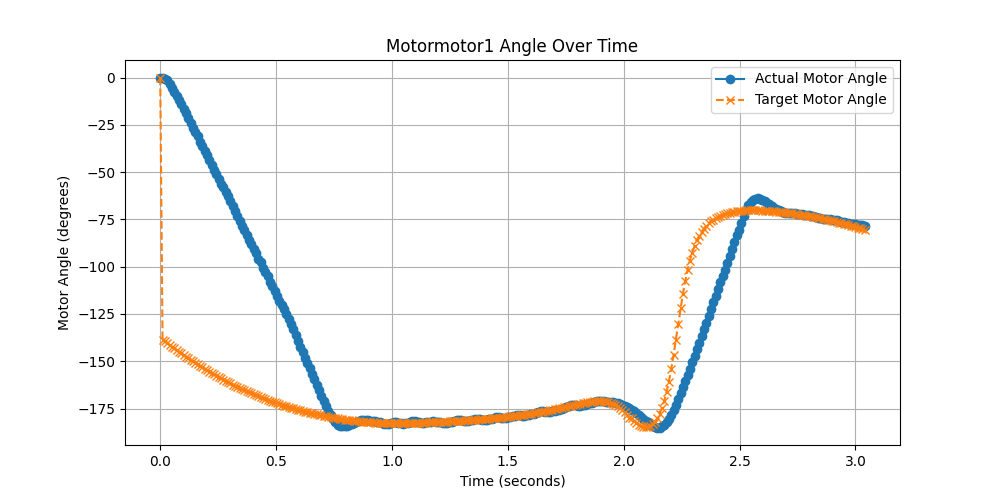 Motormotor1 Angle Over Time
Actual Motor Angle
Target Motor Angle
Motor Angle (degrees)
0
−25
−50
−75
−100
−125
−150
−175
0.0 0.5 1.0 1.5 2.0 2.5 3.0
Time (seconds)